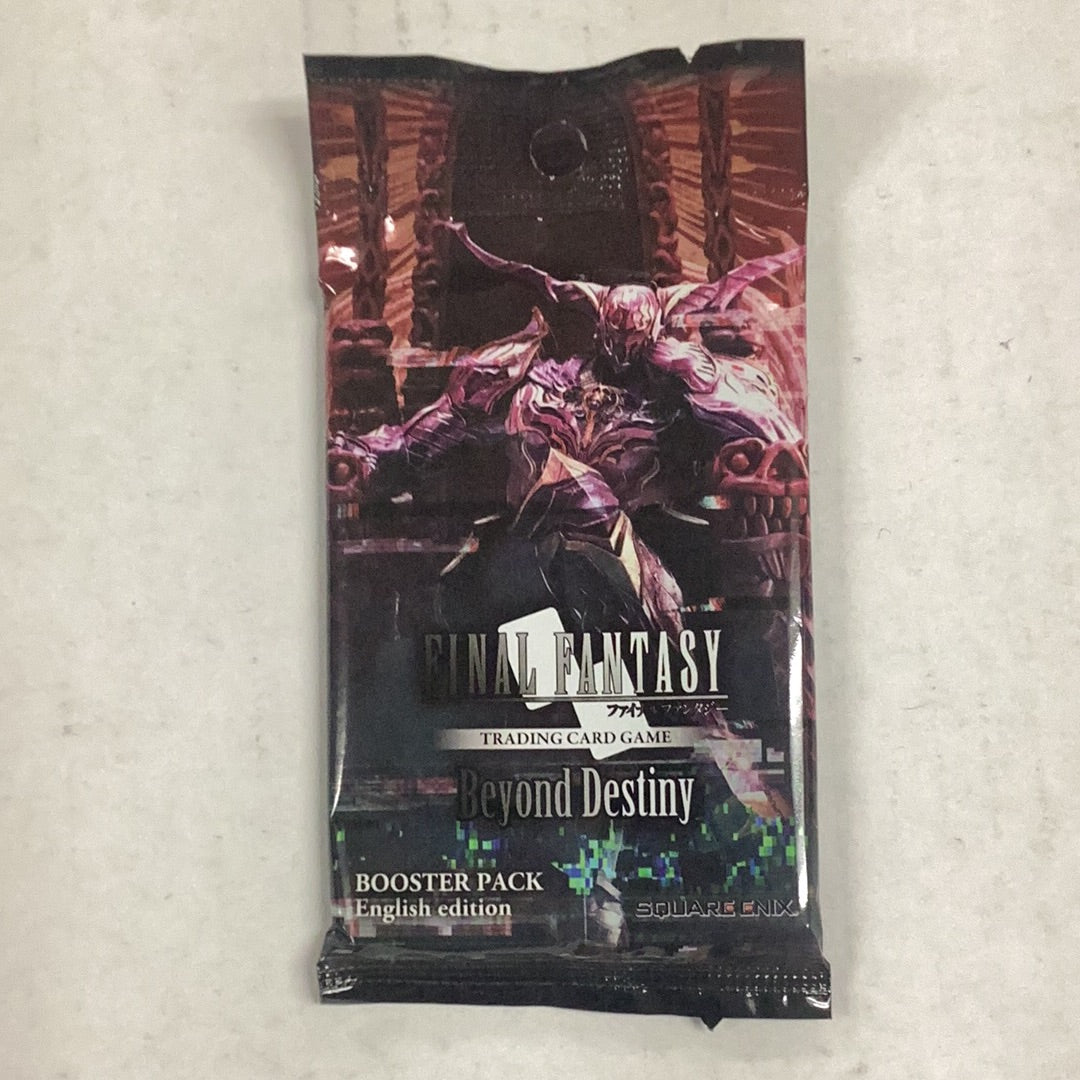 FINAL FANTASY
ファイナルファンタジー
TRADING CARD GAME
Beyond Destiny
BOOSTER PACK
English edition
SQUARE ENIX